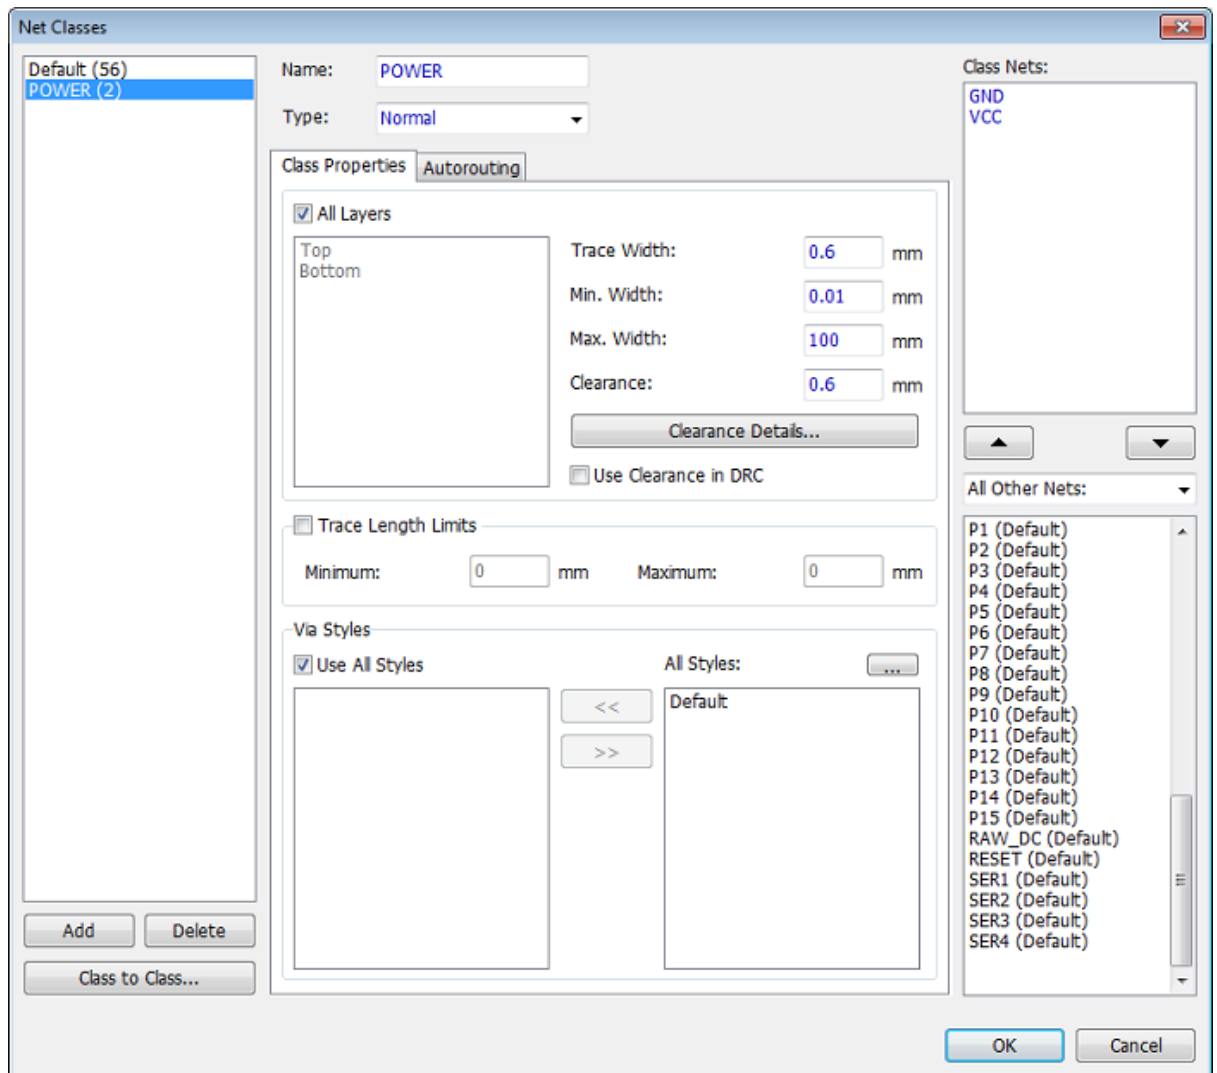 Net Classes
Default (56)
POWER (2)
Name:
POWER
Type:
Normal
Class Properties
Autorouting
All Layers
Top
Bottom
Trace Width:
0.6
mm
Min. Width:
0.01
mm
Max. Width:
100
mm
Clearance:
0.6
mm
Clearance Details...
Use Clearance in DRC
Trace Length Limits
Minimum:
0
mm
Maximum:
0
mm
Via Styles
Use All Styles
All Styles:
...
<<
>>
Default
Class Nets:
GND
VCC
All Other Nets:
P1 (Default)
P2 (Default)
P3 (Default)
P4 (Default)
P5 (Default)
P6 (Default)
P7 (Default)
P8 (Default)
P9 (Default)
P10 (Default)
P11 (Default)
P12 (Default)
P13 (Default)
P14 (Default)
P15 (Default)
RAW_DC (Default)
RESET (Default)
SER1 (Default)
SER2 (Default)
SER3 (Default)
SER4 (Default)
Add
Delete
Class to Class...
OK
Cancel